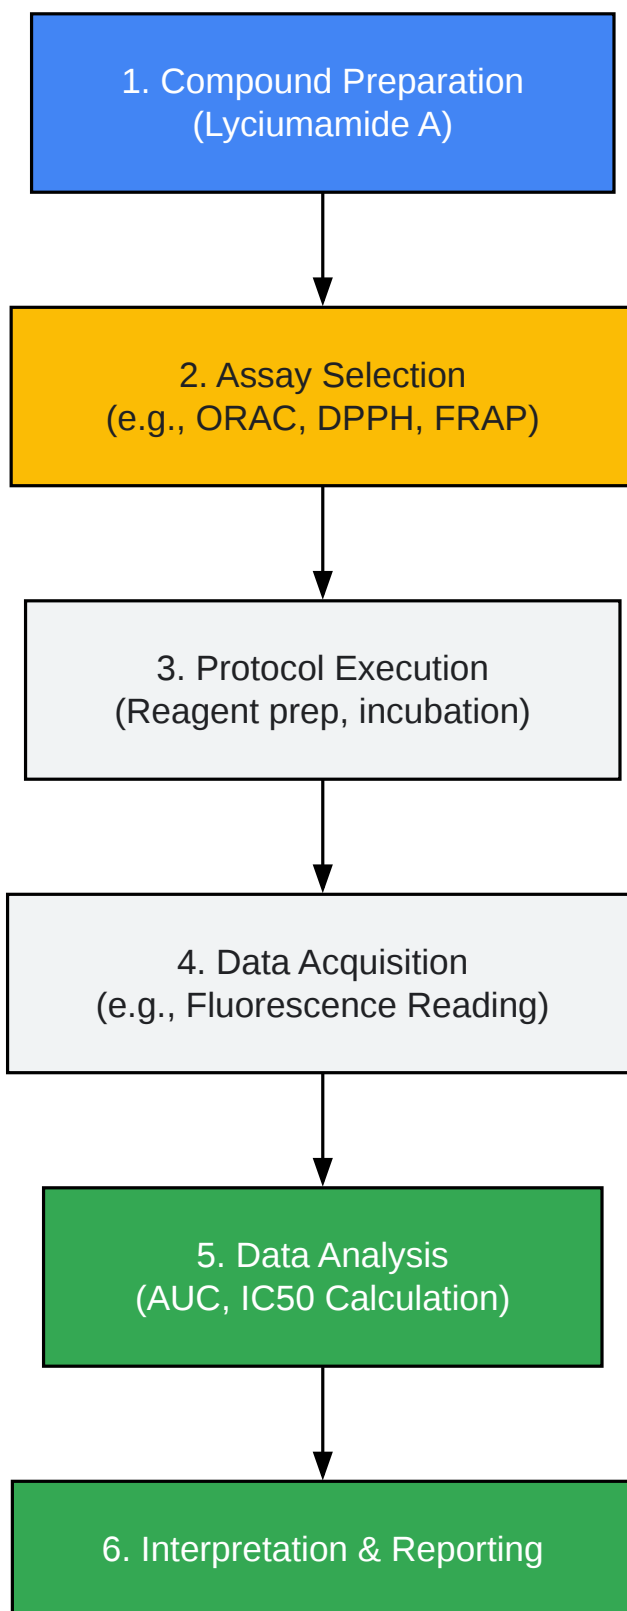 1. Compound Preparation
(Lyciumamide A)
2. Assay Selection
(e.g., ORAC, DPPH, FRAP)
3. Protocol Execution
(Reagent prep, incubation)
4. Data Acquisition
(e.g., Fluorescence Reading)
5. Data Analysis
(AUC, IC50 Calculation)
6. Interpretation & Reporting